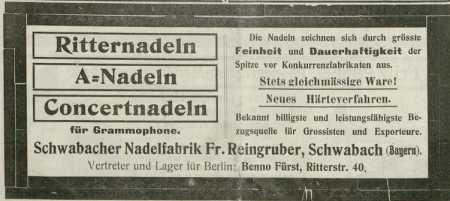 Ritternadeln
A=Nadeln
Concertnadeln
für Grammophone.
Die Nadeln zeichnen sich durch grösste
Feinheit und Dauerhaftigkeit der
Spitze vor Konkurrenzfabrikaten aus.
Stets gleichmässige Ware!
Neues Härteverfahren.
Bekannt billigste und leistungsfähigste Be-
zugsquelle für Grossisten und Exporteure.
Schwabacher Nadelfabrik Fr. Reingruber, Schwabach (Bayern).
Vertreter und Lager für Berlin: Benno Fürst, Ritterstr. 40.